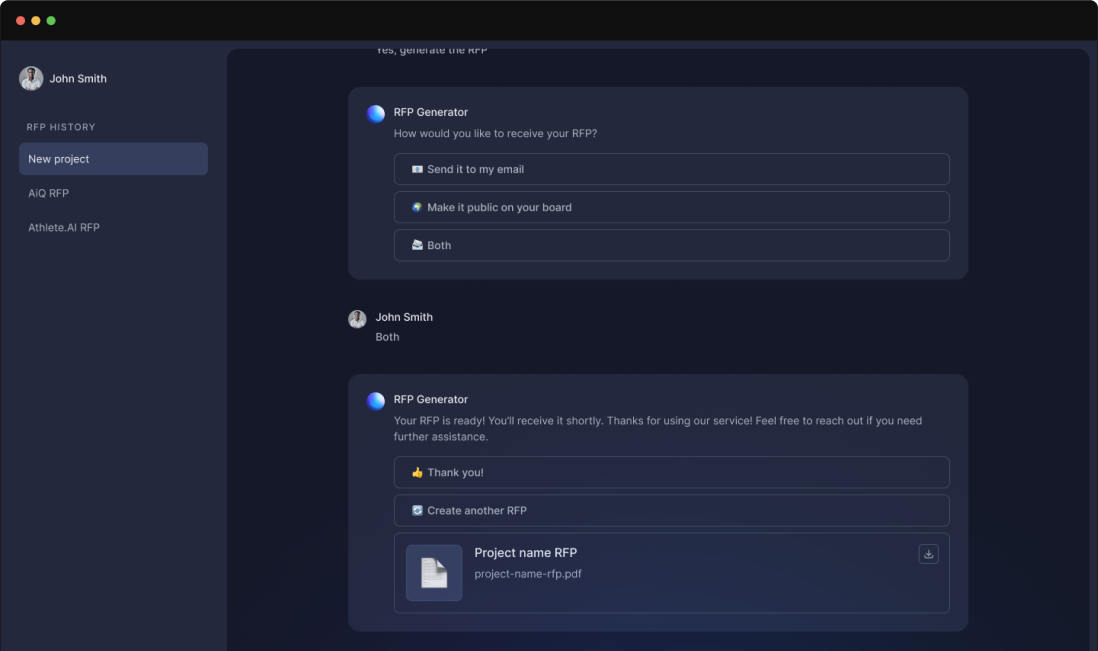 John Smith
RFP HISTORY
New project
AiQ RFP
Athlete.AI RFP
Yes, generate the RFP
RFP Generator
How would you like to receive your RFP?
📧 Send it to my email
🌍 Make it public on your board
📨 Both
John Smith
Both
RFP Generator
Your RFP is ready! You'll receive it shortly. Thanks for using our service! Feel free to reach out if you need
further assistance.
👍 Thank you!
🔄 Create another RFP
Project name RFP
project-name-rfp.pdf